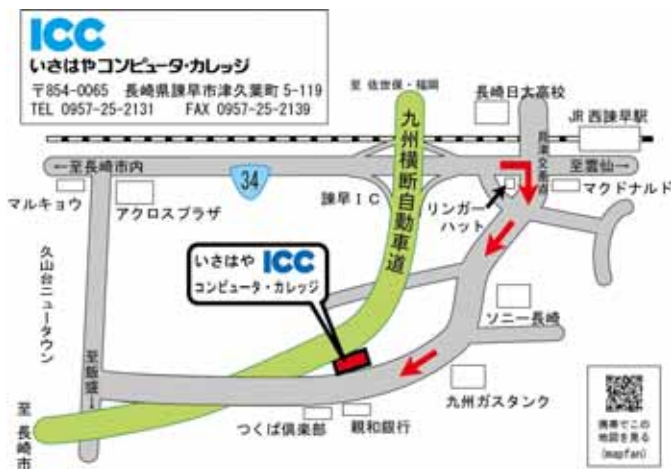 ICC
いさはやコンピュータ・カレッジ
〒854-0065 長崎県諫早市津久葉町 5-119
TEL 0957-25-2131 FAX 0957-25-2139
至 佐世保・福岡
長崎日大高校
JR 西諫早駅
貝津交差点
←至長崎市内
34
九州横断自動車道
至雲仙→
マルキョウ
アクロスプラザ
諫早IC
リンガー
ハット
マクドナルド
久山台ニュータウン
いさはや ICC
コンピュータ・カレッジ
ソニー長崎
至飯盛→
九州ガスタンク
つくば倶楽部
親和銀行
至 長崎市
携帯でこの
地図を見る
(mapfan)